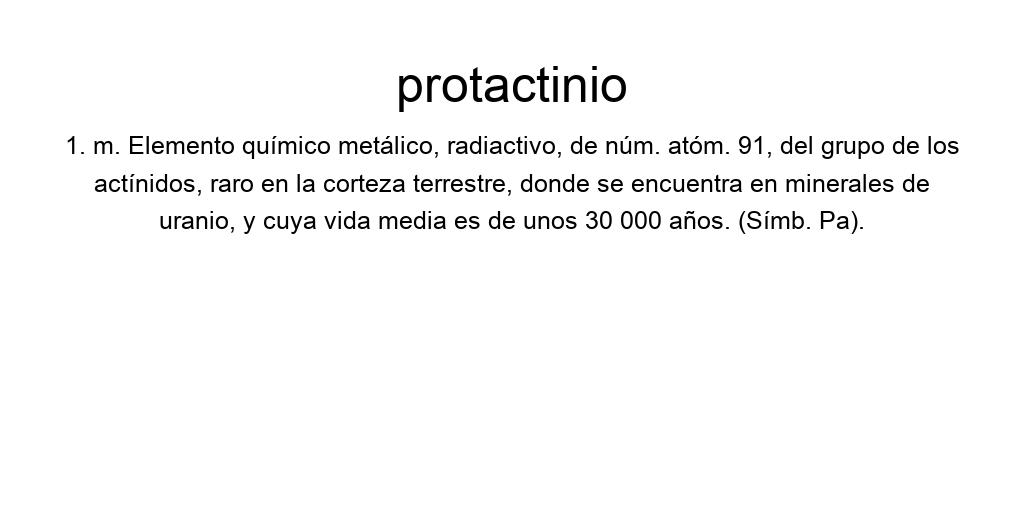 protactinio
1. m. Elemento químico metálico, radiactivo, de núm. atóm. 91, del grupo de los
actínidos, raro en la corteza terrestre, donde se encuentra en minerales de
uranio, y cuya vida media es de unos 30 000 años. (Símb. Pa).